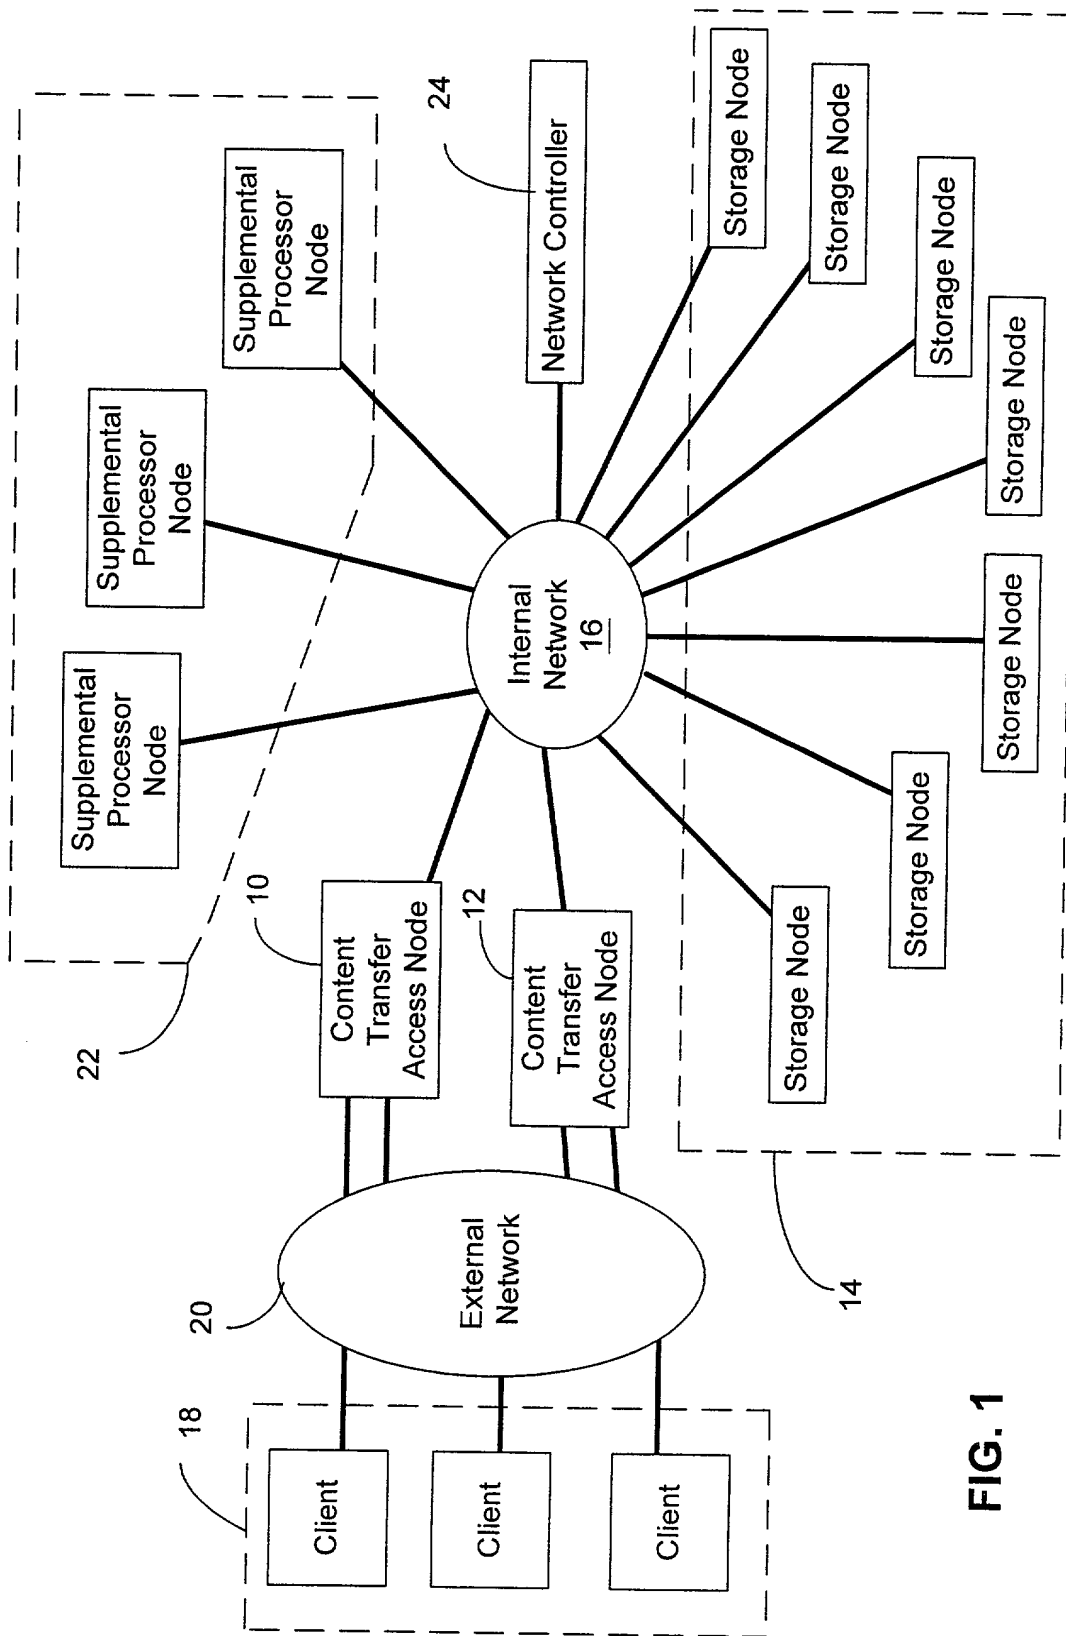 22
Supplemental
Processor
Node
Supplemental
Processor
Node
Supplemental
Processor
Node
18
Client
Client
Client
20
External
Network
10
Content
Transfer
Access Node
12
Content
Transfer
Access Node
Internal
Network
16
24
Network Controller
14
Storage Node
Storage Node
Storage Node
Storage Node
Storage Node
Storage Node
Storage Node
FIG. 1